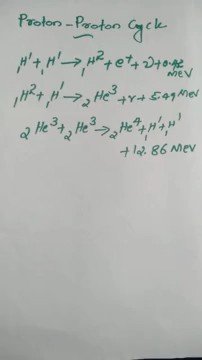 Proton-Proton Cycle
₁H¹ + ₁H¹ → ₁H² + e⁺ + ν + 0.42 MeV
₁H² + ₁H¹ → ₂He³ + r + 5.49 MeV
₂He³ + ₂He³ → ₂He⁴ + ₁H¹ + ₁H¹
+ 12.86 MeV